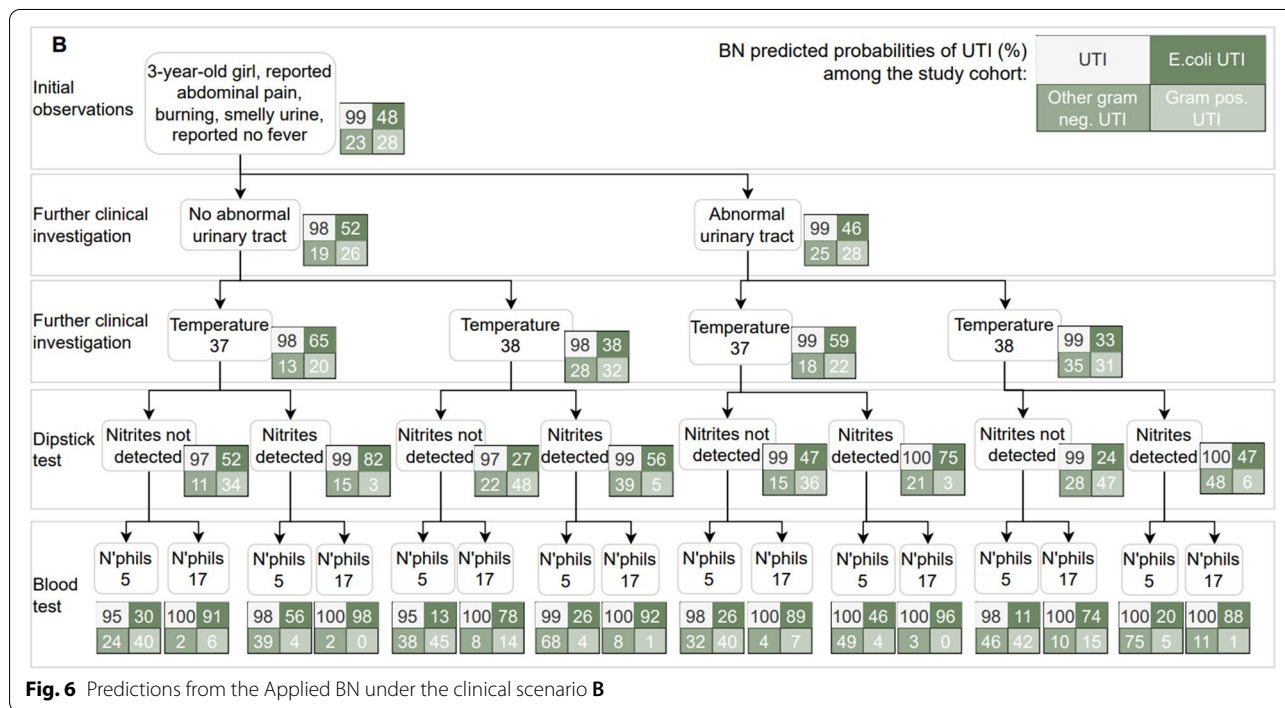 B
BN predicted probabilities of UTI (%)
among the study cohort:
UTI
E.coli UTI
Other gram
neg. UTI
Gram pos.
UTI
Initial
observations
3-year-old girl, reported
abdominal pain,
burning, smelly urine,
reported no fever
99 48
23 28
Further clinical
investigation
No abnormal
urinary tract
98 52
19 26
Abnormal
urinary tract
99 46
25 28
Further clinical
investigation
Temperature
37
98 65
13 20
Temperature
38
98 38
28 32
Temperature
37
99 59
18 22
Temperature
38
99 33
35 31
Dipstick
test
Nitrites not
detected
97 52
11 34
Nitrites
detected
99 82
15 3
Nitrites not
detected
97 27
22 48
Nitrites
detected
99 56
39 5
Nitrites not
detected
99 47
15 36
Nitrites
detected
100 75
21 3
Nitrites not
detected
99 24
28 47
Nitrites
detected
100 47
48 6
Blood
test
N'phils
5
95 30
24 40
N'phils
17
100 91
2 6
N'phils
5
98 56
39 4
N'phils
17
100 98
2 0
N'phils
5
95 13
38 45
N'phils
17
100 78
8 14
N'phils
5
99 26
68 4
N'phils
17
100 92
8 1
N'phils
5
98 26
32 40
N'phils
17
100 89
4 7
N'phils
5
100 46
49 4
N'phils
17
100 96
3 0
N'phils
5
98 11
46 42
N'phils
17
100 74
10 15
N'phils
5
100 20
75 5
N'phils
17
100 88
11 1
Fig. 6 Predictions from the Applied BN under the clinical scenario B